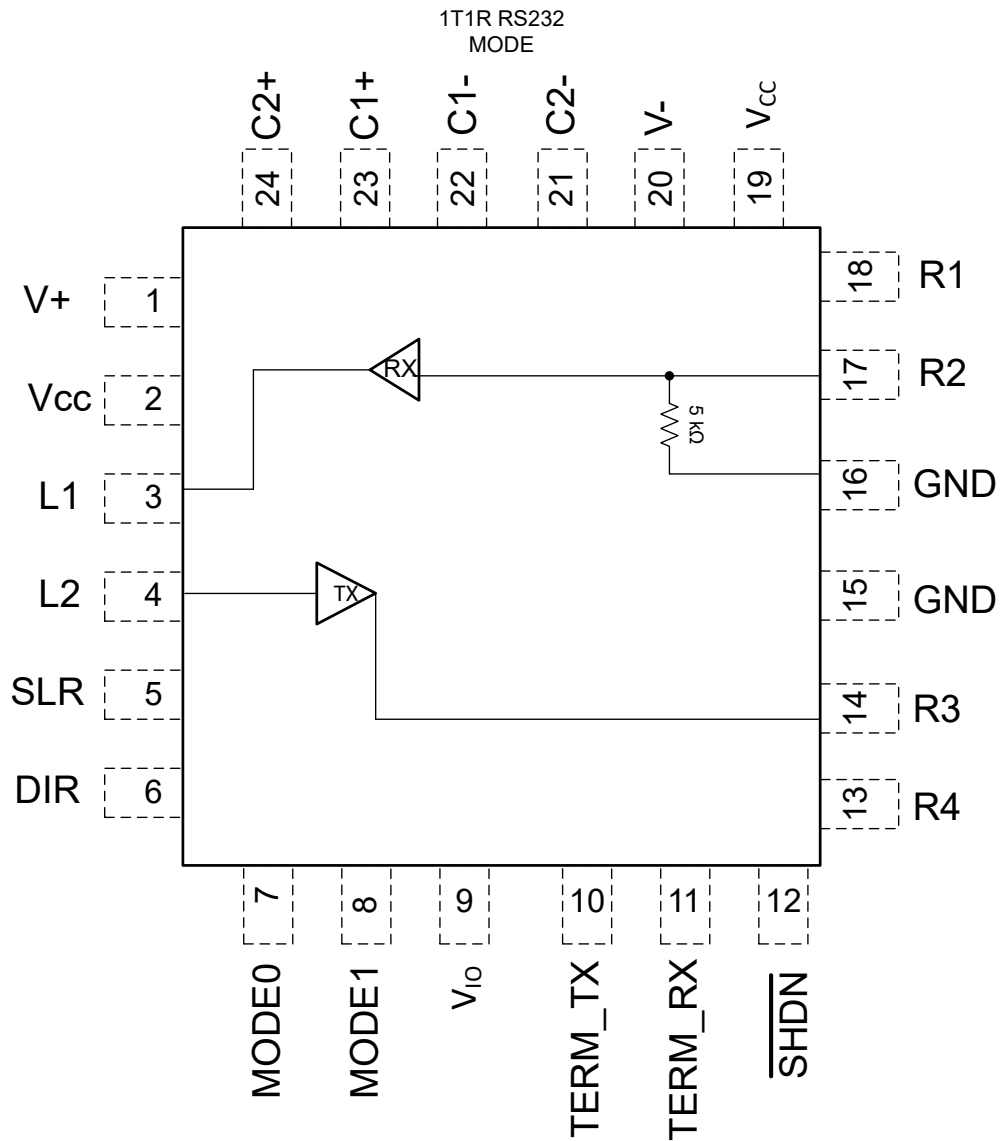 1T1R RS232
MODE
C2+
C1+
C1-
C2-
V-
VCC
24
23
22
21
20
19
V+
1
Vcc
2
L1
3
L2
4
SLR
5
DIR
6
RX
TX
5 kΩ
18
R1
17
R2
16
GND
15
GND
14
R3
13
R4
7
8
9
10
11
12
MODE0
MODE1
VIO
TERM_TX
TERM_RX
SHDN